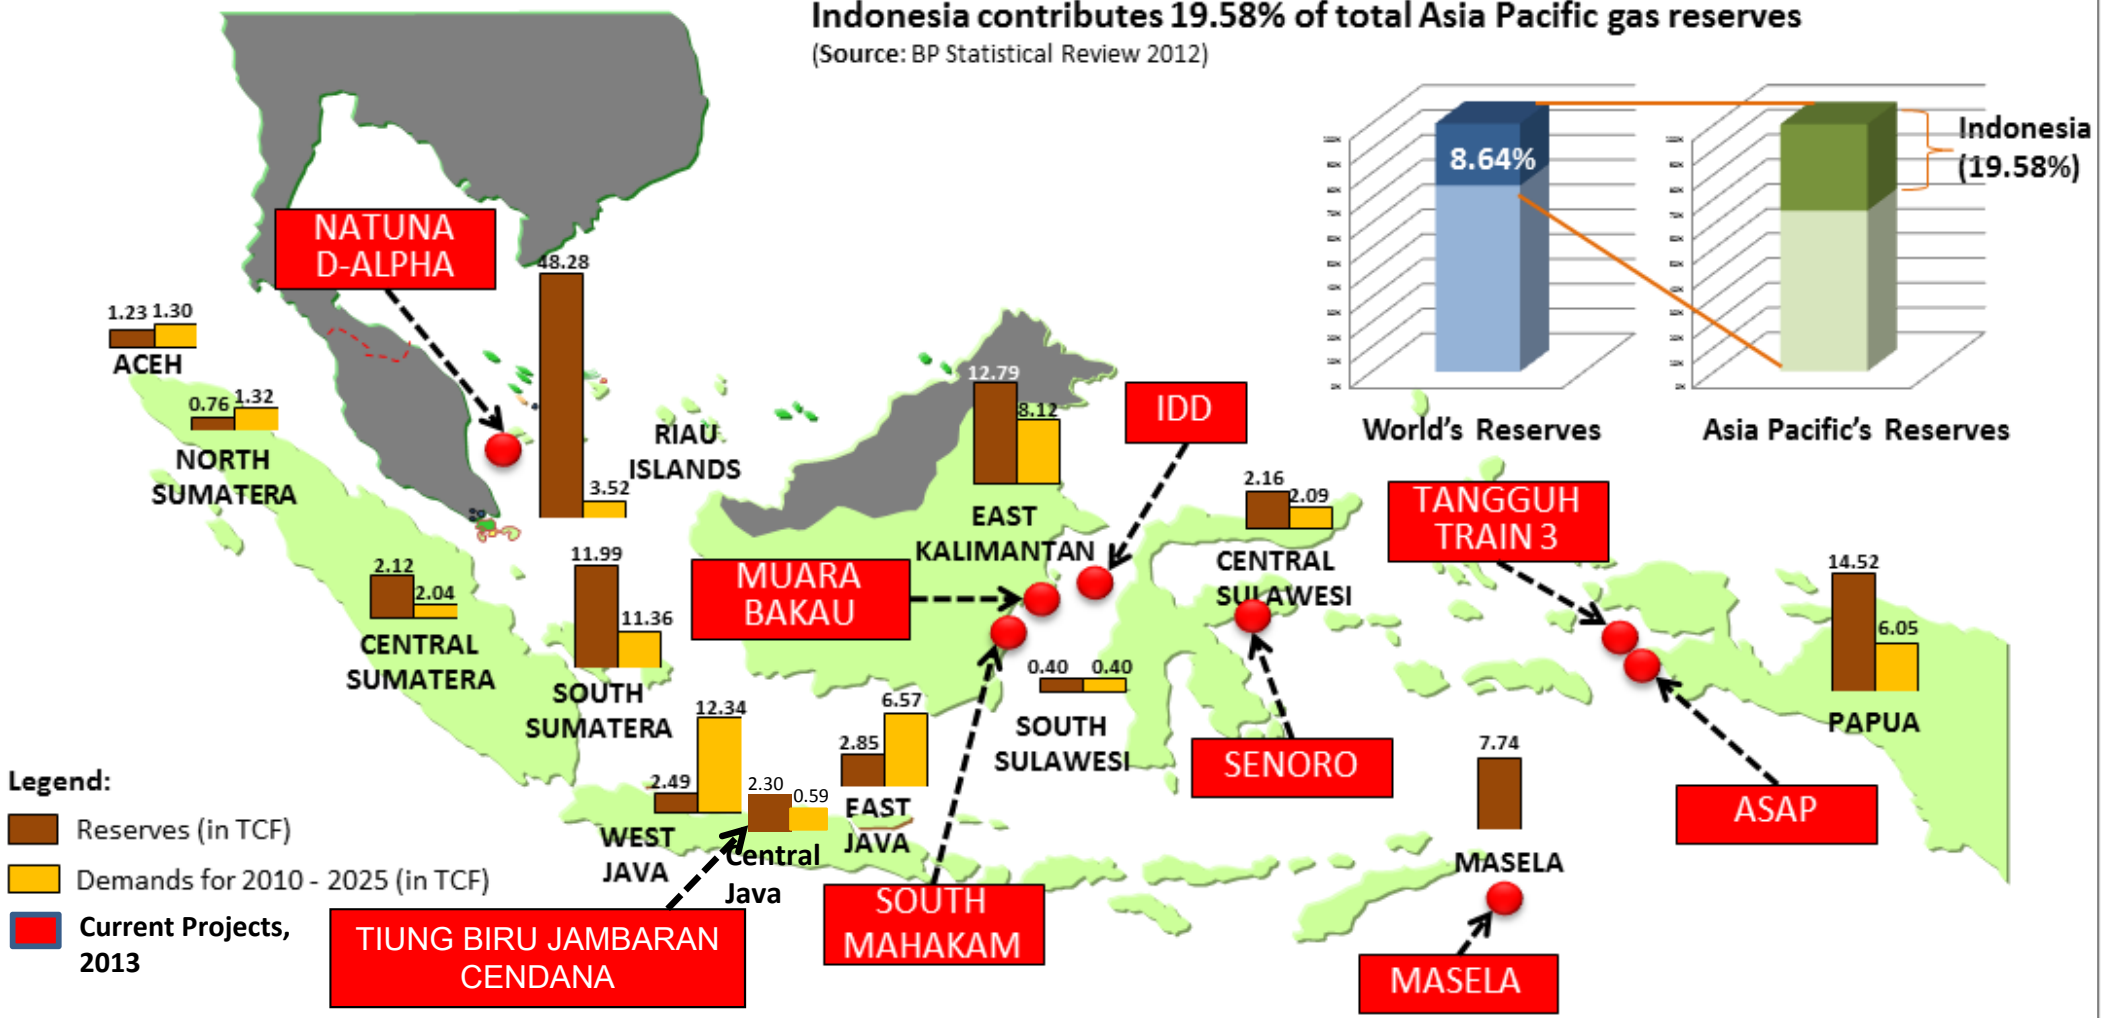 Indonesia contributes 19.58% of total Asia Pacific gas reserves
(Source: BP Statistical Review 2012)
8.64%
Indonesia
(19.58%)
World's Reserves
Asia Pacific's Reserves
NATUNA
D-ALPHA
48.28
3.52
RIAU
ISLANDS
1.23 1.30
ACEH
0.76 1.32
NORTH
SUMATERA
2.12
2.04
CENTRAL
SUMATERA
11.99
11.36
SOUTH
SUMATERA
12.79
8.12
EAST
KALIMANTAN
IDD
MUARA
BAKAU
2.16
2.09
CENTRAL
SULAWESI
TANGGUH
TRAIN 3
14.52
6.05
PAPUA
0.40 0.40
SOUTH
SULAWESI
SENORO
ASAP
7.74
MASELA
MASELA
2.49
12.34
WEST
JAVA
2.30
0.59
Central
Java
2.85
6.57
EAST
JAVA
SOUTH
MAHAKAM
TIUNG BIRU JAMBARAN
CENDANA
Legend:
Reserves (in TCF)
Demands for 2010 - 2025 (in TCF)
Current Projects,
2013